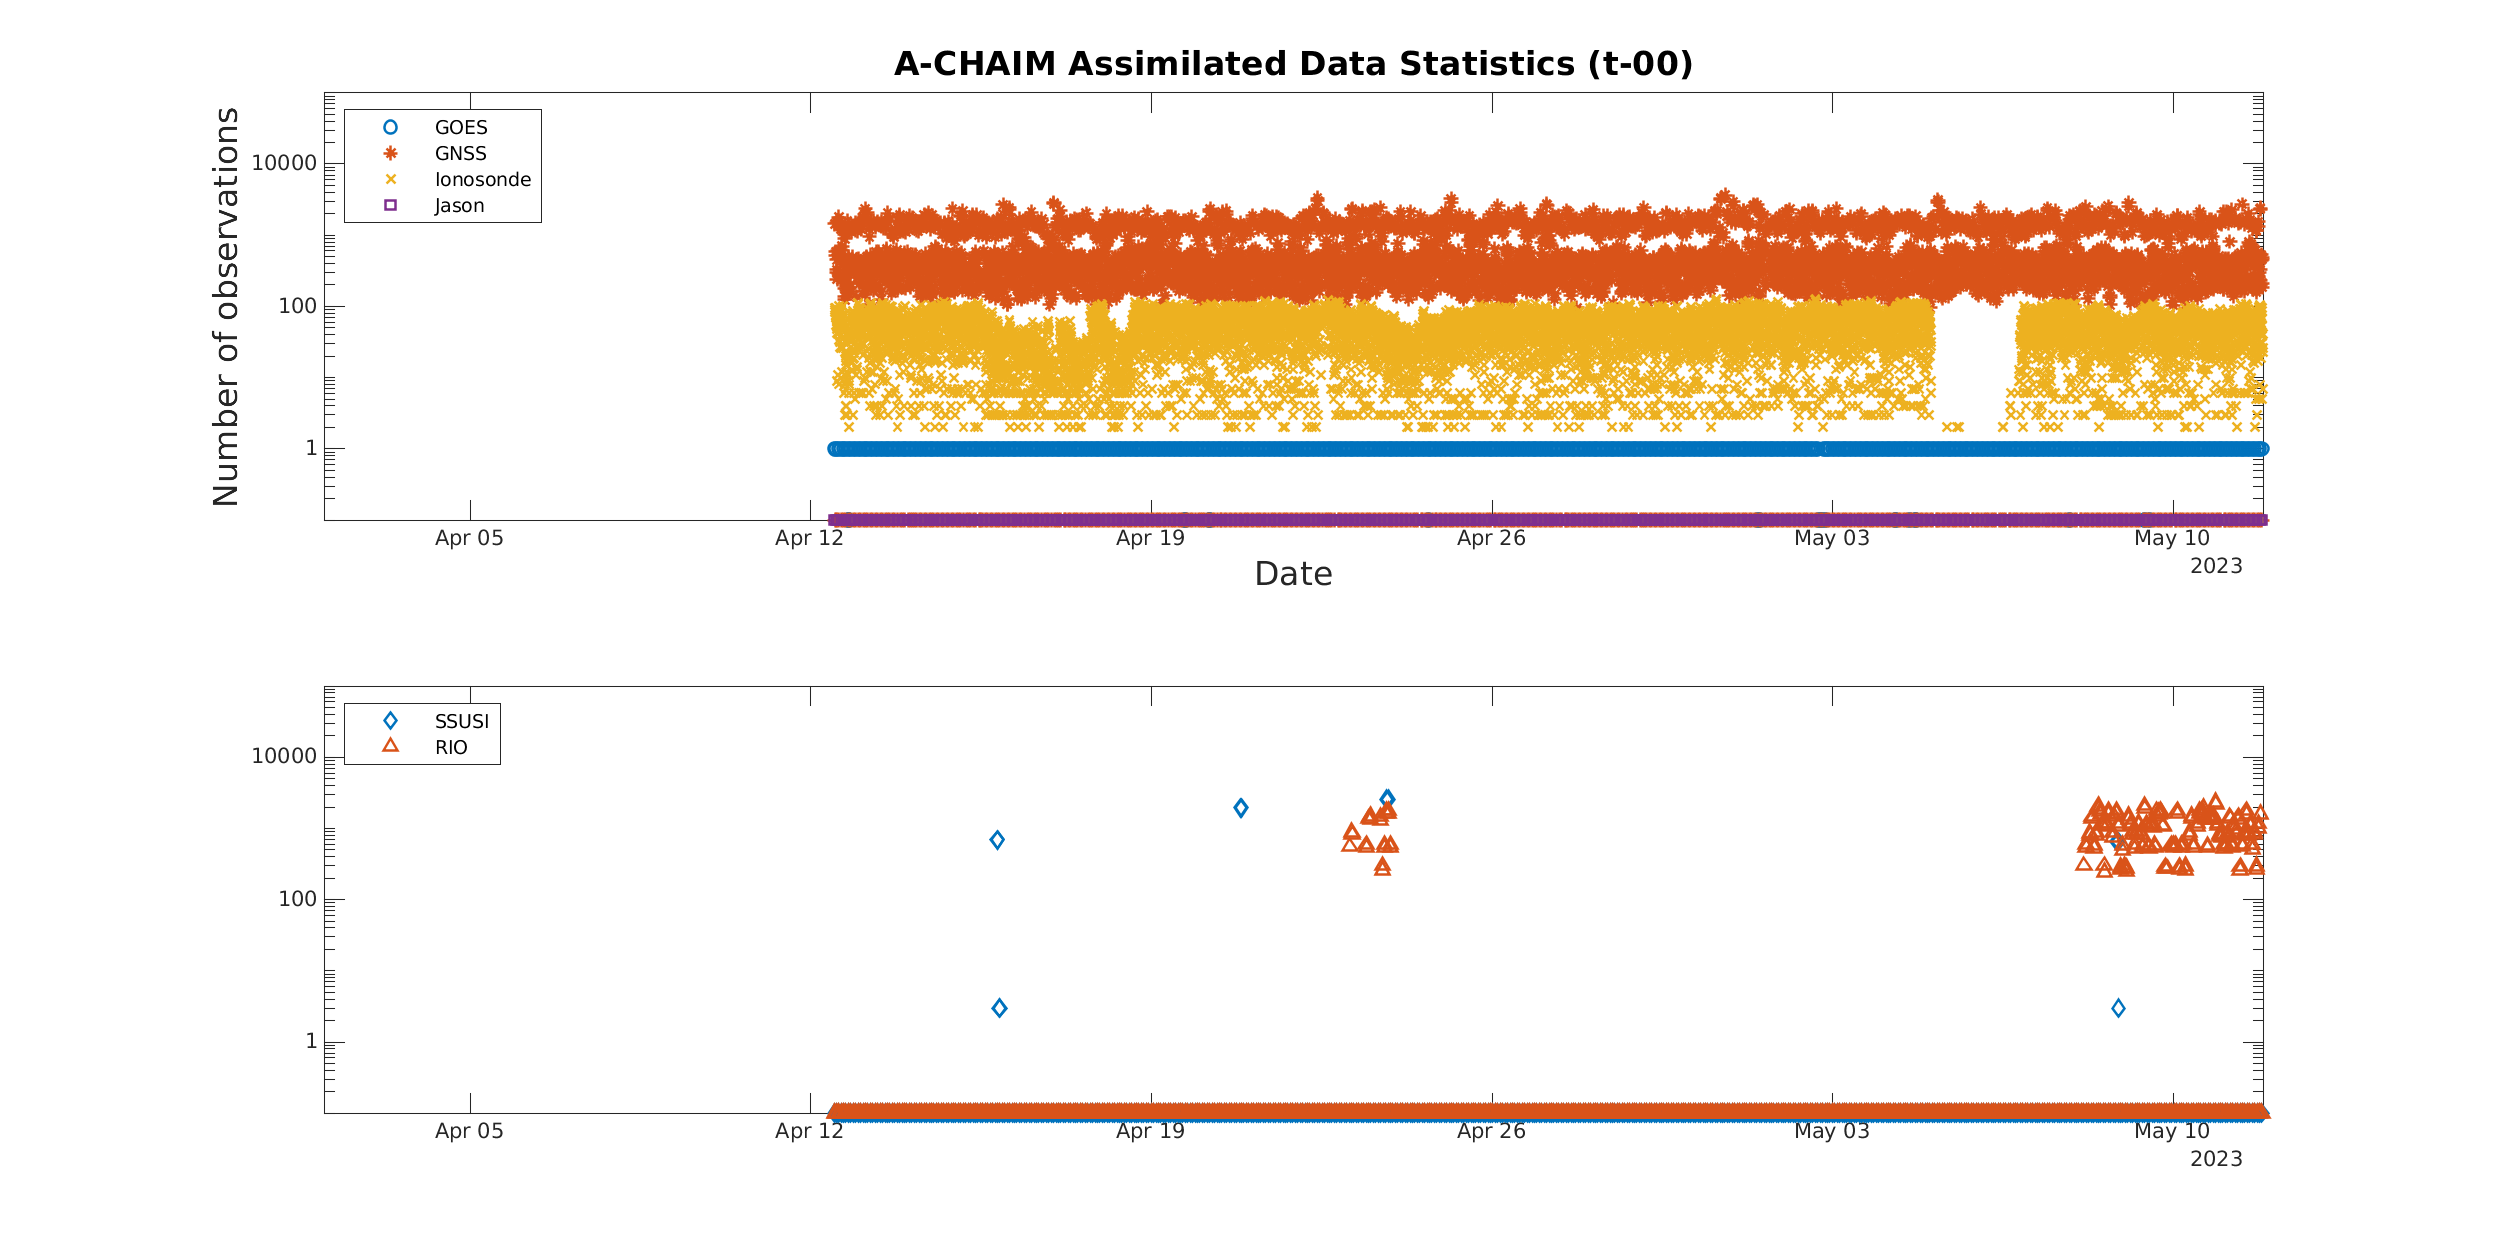 A-CHAIM Assimilated Data Statistics (t-00)
Number of observations
10000
100
1
GOES
GNSS
Ionosonde
Jason
Apr 05 Apr 12 Apr 19 Apr 26 May 03 May 10
2023
Date
10000
100
1
SSUSI
RIO
Apr 05 Apr 12 Apr 19 Apr 26 May 03 May 10
2023